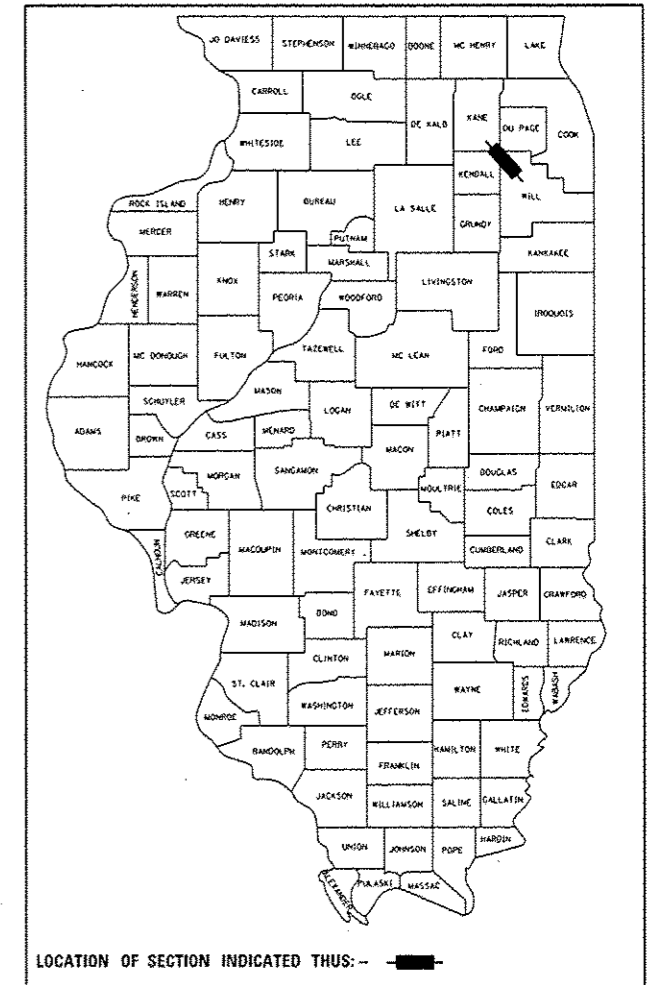 JO DAVIESS STEPHENSON WINNEBAGO BOONE MC HENRY LAKE
CARROLL OGLE DE KALB KANE DU PAGE COOK
WHITESIDE LEE KENDALL WILL
ROCK ISLAND HENRY BUREAU LA SALLE GRUNDY
MERCER PUTNAM KANKAKEE
STARK MARSHALL
HENDERSON WARREN KNOX PEORIA WOODFORD LIVINGSTON IROQUOIS
HANCOCK MC DONOUGH FULTON TAZEWELL MC LEAN FORD
MASON
SCHUYLER LOGAN DE WITT CHAMPAIGN VERMILION
ADAMS BROWN CASS MENARD MACON PIATT
MORGAN SANGAMON DOUGLAS
PIKE SCOTT CHRISTIAN MOULTRIE COLES EDGAR
GREENE MACOUPIN MONTGOMERY SHELBY CUMBERLAND CLARK
CALHOUN JERSEY FAYETTE EFFINGHAM JASPER CRAWFORD
MADISON BOND
CLINTON MARION CLAY RICHLAND LAWRENCE
ST. CLAIR WAYNE EDWARDS WABASH
MONROE WASHINGTON JEFFERSON
RANDOLPH PERRY FRANKLIN HAMILTON WHITE
JACKSON WILLIAMSON SALINE GALLATIN
UNION JOHNSON POPE HARDIN
ALEXANDER PULASKI MASSAC
LOCATION OF SECTION INDICATED THUS: -